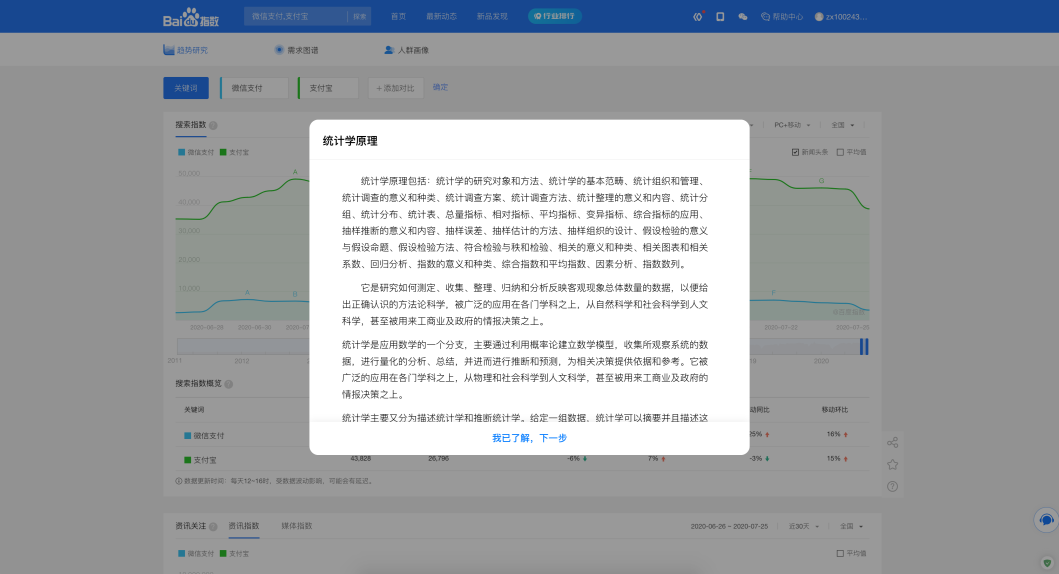 Bai du 指数
微信支付,支付宝
探索
首页
最新动态
新品发现
行业排行
帮助中心
zx100243...
趋势研究
需求图谱
人群画像
关键词
微信支付
支付宝
+ 添加对比
确定
搜索指数
PC+移动
全国
微信支付
支付宝
新闻头条
平均值
50,000
40,000
30,000
20,000
10,000
A
G
A
B
F
2020-06-26
2020-06-30
2020-07-22
2020-07-25
2011
2012
2020
统计学原理
统计学原理包括：统计学的研究对象和方法、统计学的基本范畴、统计组织和管理、
统计调查的意义和种类、统计调查方案、统计调查方法、统计整理的意义和内容、统计分
组、统计分布、统计表、总量指标、相对指标、平均指标、变异指标、综合指标的应用、
抽样推断的意义和内容、抽样误差、抽样估计的方法、抽样组织的设计、假设检验的意义
与假设命题、假设检验方法、符合检验与秩和检验、相关的意义和种类、相关图表和相关
系数、回归分析、指数的意义和种类、综合指数和平均指数、因素分析、指数数列。
它是研究如何测定、收集、整理、归纳和分析反映客观现象总体数量的数据，以便给
出正确认识的方法论科学，被广泛的应用在各门学科之上，从自然科学和社会科学到人文
科学，甚至被用来工商业及政府的情报决策之上。
统计学是应用数学的一个分支，主要通过利用概率论建立数学模型，收集所观察系统的数
据，进行量化的分析、总结，并进而进行推断和预测，为相关决策提供依据和参考。它被
广泛的应用在各门学科之上，从物理和社会科学到人文科学，甚至被用来工商业及政府的
情报决策之上。
统计学主要又分为描述统计学和推断统计学。给定一组数据，统计学可以摘要并且描述这
我已了解，下一步
搜索指数概览
关键词
移动环比
微信支付
16%
支付宝
43,828
26,796
-6%
7%
-3%
15%
数据更新时间：每天12~16时，受数据波动影响，可能会有延迟。
资讯关注
资讯指数
媒体指数
2020-06-26 ~ 2020-07-25
近30天
全国
微信支付
支付宝
平均值